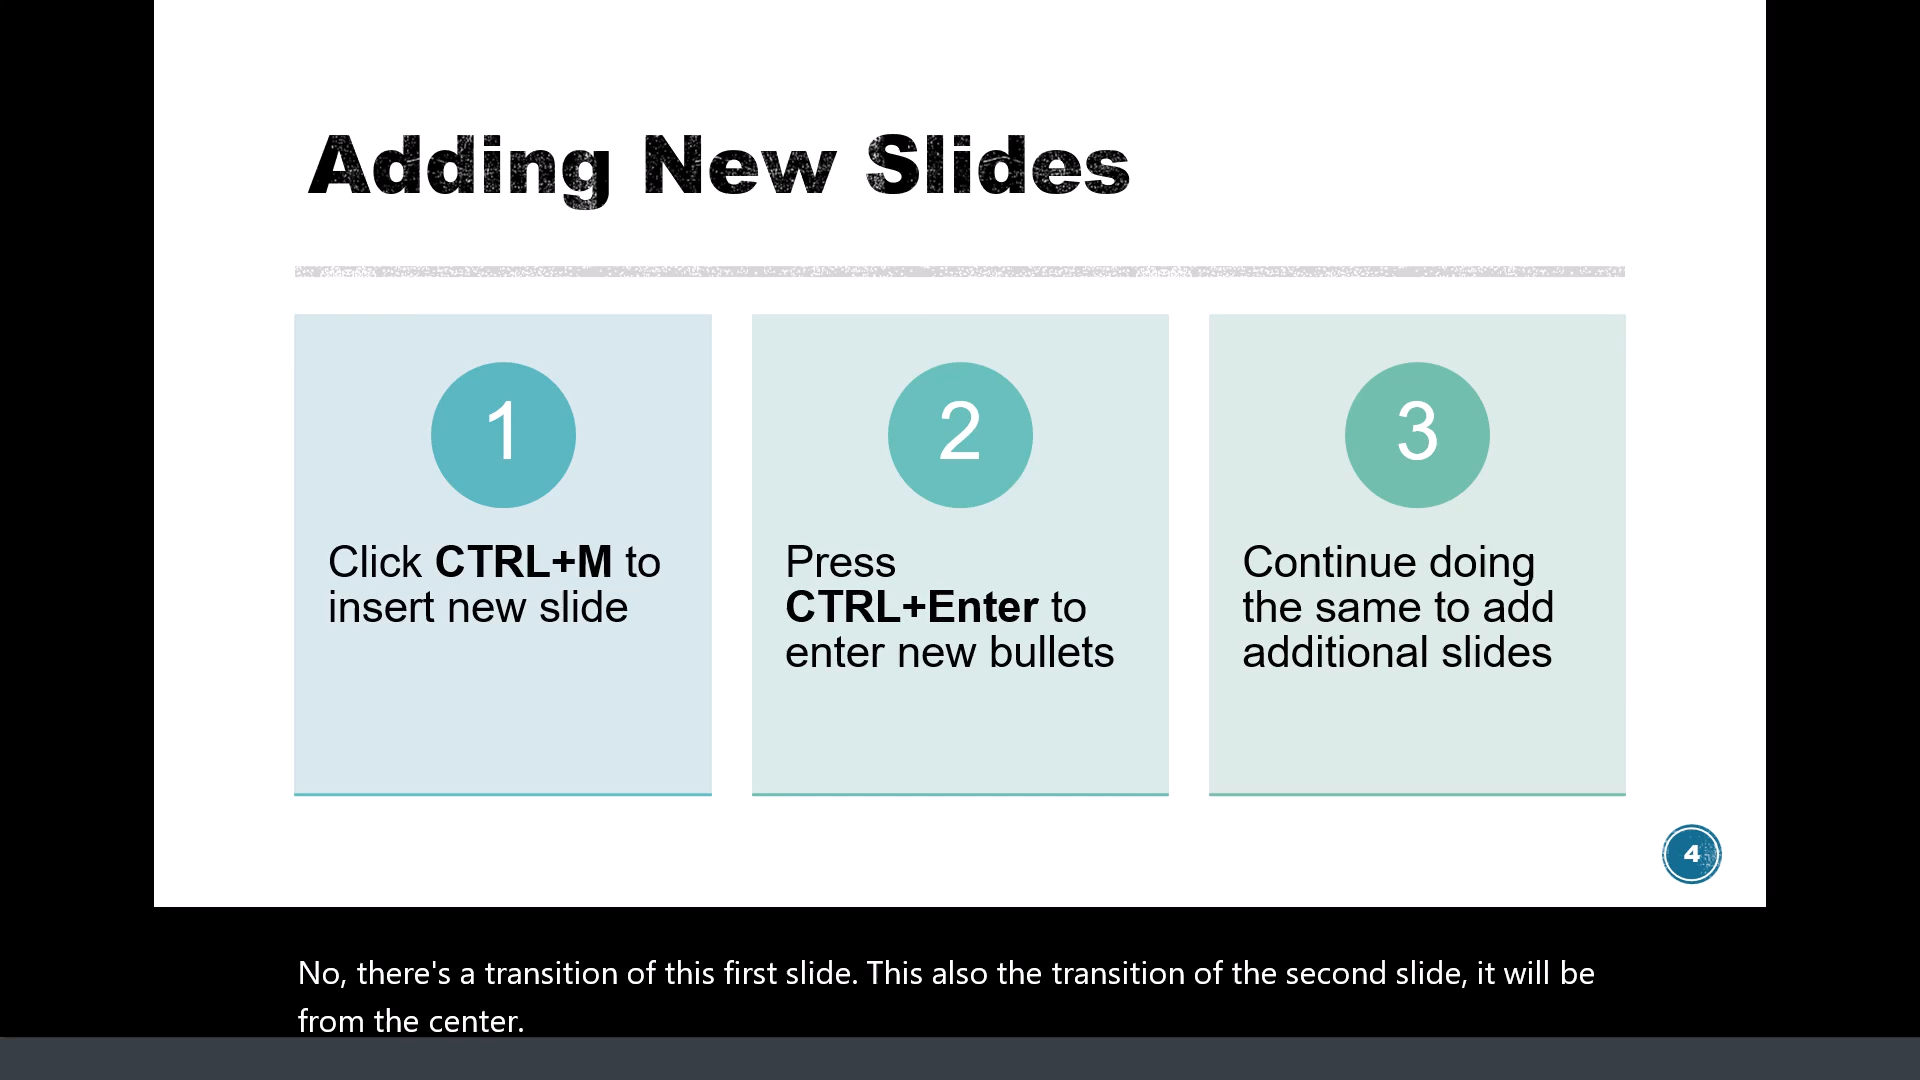 Adding New Slides
1
Click CTRL+M to
insert new slide
2
Press
CTRL+Enter to
enter new bullets
3
Continue doing
the same to add
additional slides
4
No, there's a transition of this first slide. This also the transition of the second slide, it will be
from the center.